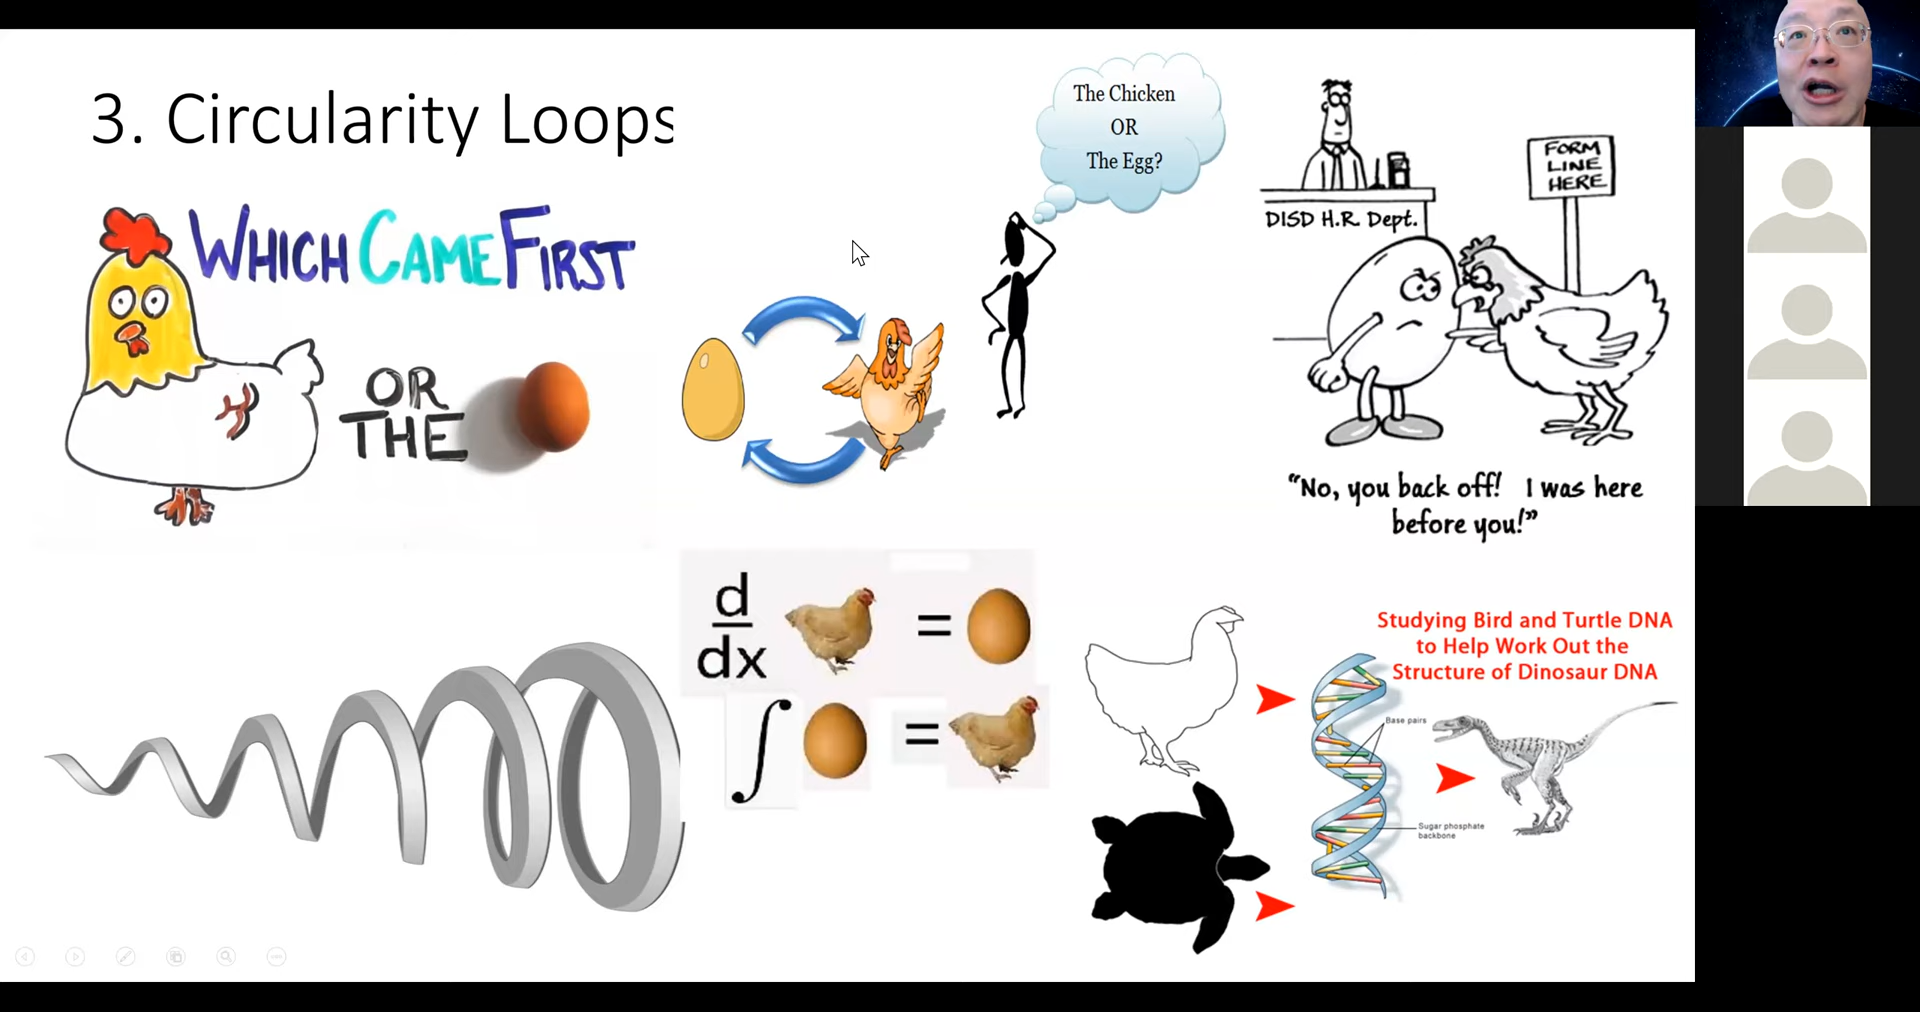 3. Circularity Loops
WHICH CAME FIRST
OR
THE
The Chicken
OR
The Egg?
FORM
LINE
HERE
DISD H.R. Dept.
"No, you back off! I was here
before you!"
d
dx
=
∫
=
Studying Bird and Turtle DNA
to Help Work Out the
Structure of Dinosaur DNA
Base pairs
Sugar phosphate
backbone